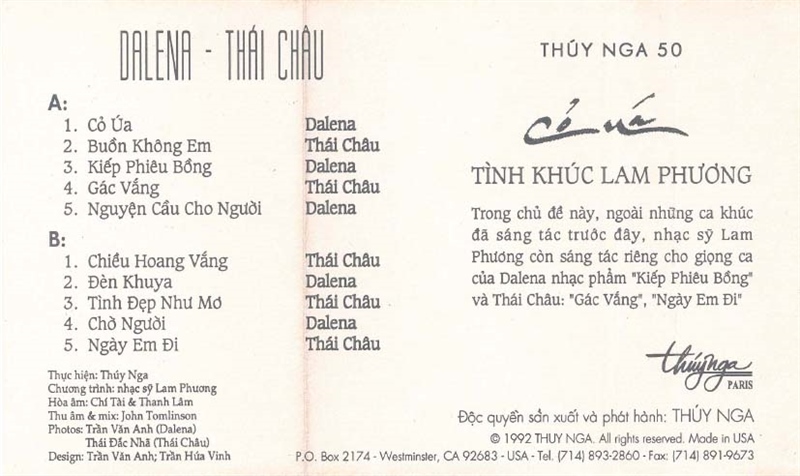 DALENA - THÁI CHÂU
A:
1. Cỏ Úa Dalena
2. Buồn Không Em Thái Châu
3. Kiếp Phiêu Bồng Dalena
4. Gác Vắng Thái Châu
5. Nguyện Cầu Cho Người Dalena
B:
1. Chiều Hoang Vắng Thái Châu
2. Đèn Khuya Dalena
3. Tình Đẹp Như Mơ Thái Châu
4. Chờ Người Dalena
5. Ngày Em Đi Thái Châu
Thực hiện: Thúy Nga
Chương trình: nhạc sỹ Lam Phương
Hòa âm: Chí Tài & Thanh Lâm
Thu âm & mix: John Tomlinson
Photos: Trần Văn Anh (Dalena)
Thái Đắc Nhã (Thái Châu)
Design: Trần Văn Anh; Trần Hứa Vinh
THÚY NGA 50
Cỏ úa
TÌNH KHÚC LAM PHƯƠNG
Trong chủ đề này, ngoài những ca khúc
đã sáng tác trước đây, nhạc sỹ Lam
Phương còn sáng tác riêng cho giọng ca
của Dalena nhạc phẩm "Kiếp Phiêu Bồng"
và Thái Châu: "Gác Vắng", "Ngày Em Đi"
thúy nga
PARIS
Độc quyền sản xuất và phát hành: THÚY NGA
© 1992 THUY NGA. All rights reserved. Made in USA
P.O. Box 2174 - Westminster, CA 92683 - USA - Tel. (714) 893-2860 - Fax: (714) 891-9673